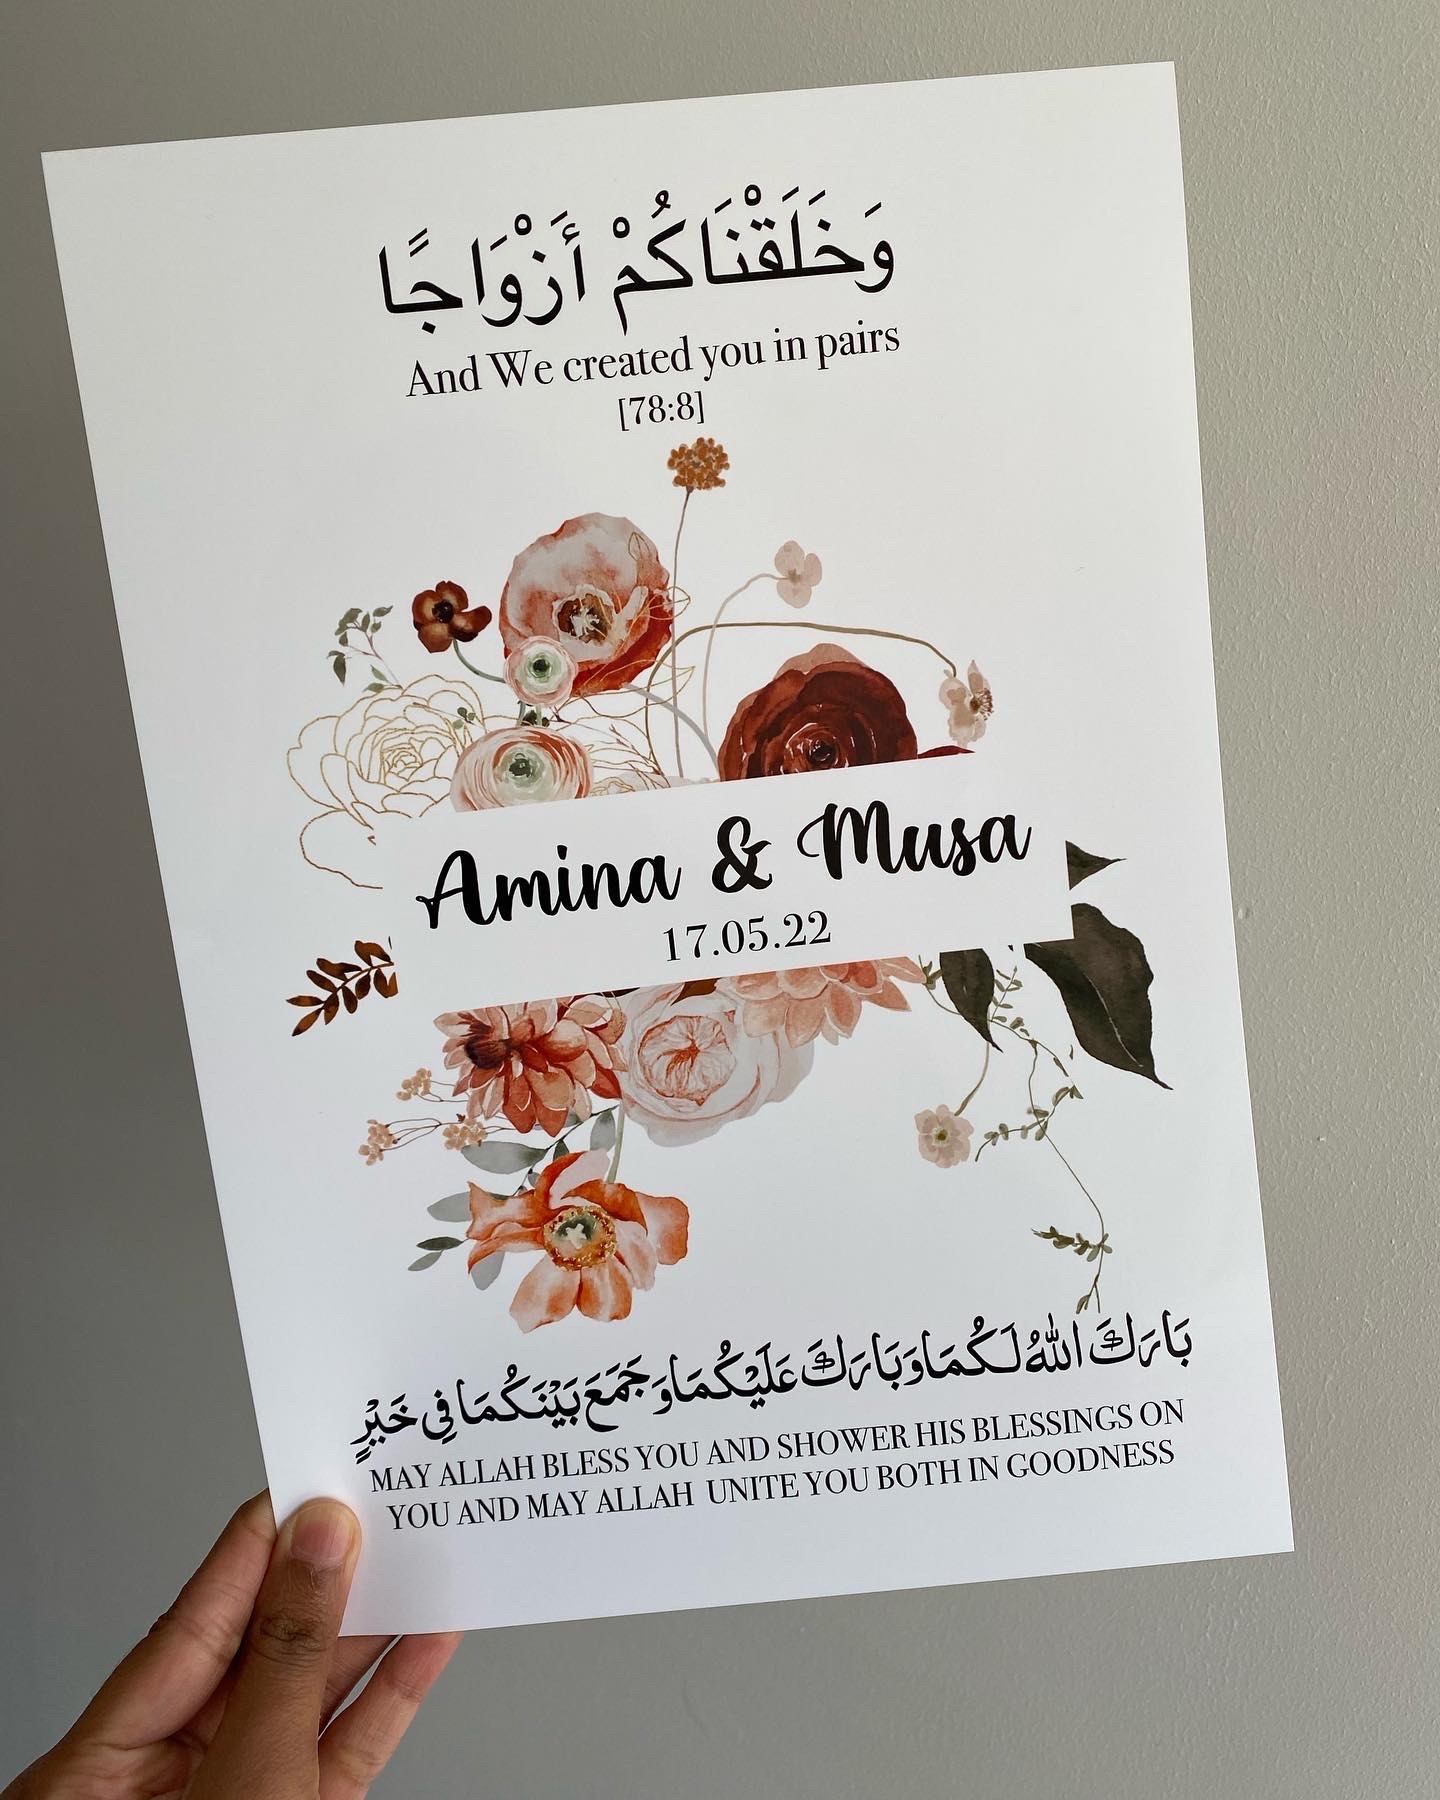 وَخَلَقْنَاكُمْ أَزْوَاجًا
And We created you in pairs
[78:8]
Amina & Musa
17.05.22
بَارَكَ اللّٰهُ لَكُمَا وَبَارَكَ عَلَيْكُمَا وَجَمَعَ بَيْنَكُمَا فِي خَيْرٍ
MAY ALLAH BLESS YOU AND SHOWER HIS BLESSINGS ON
YOU AND MAY ALLAH UNITE YOU BOTH IN GOODNESS